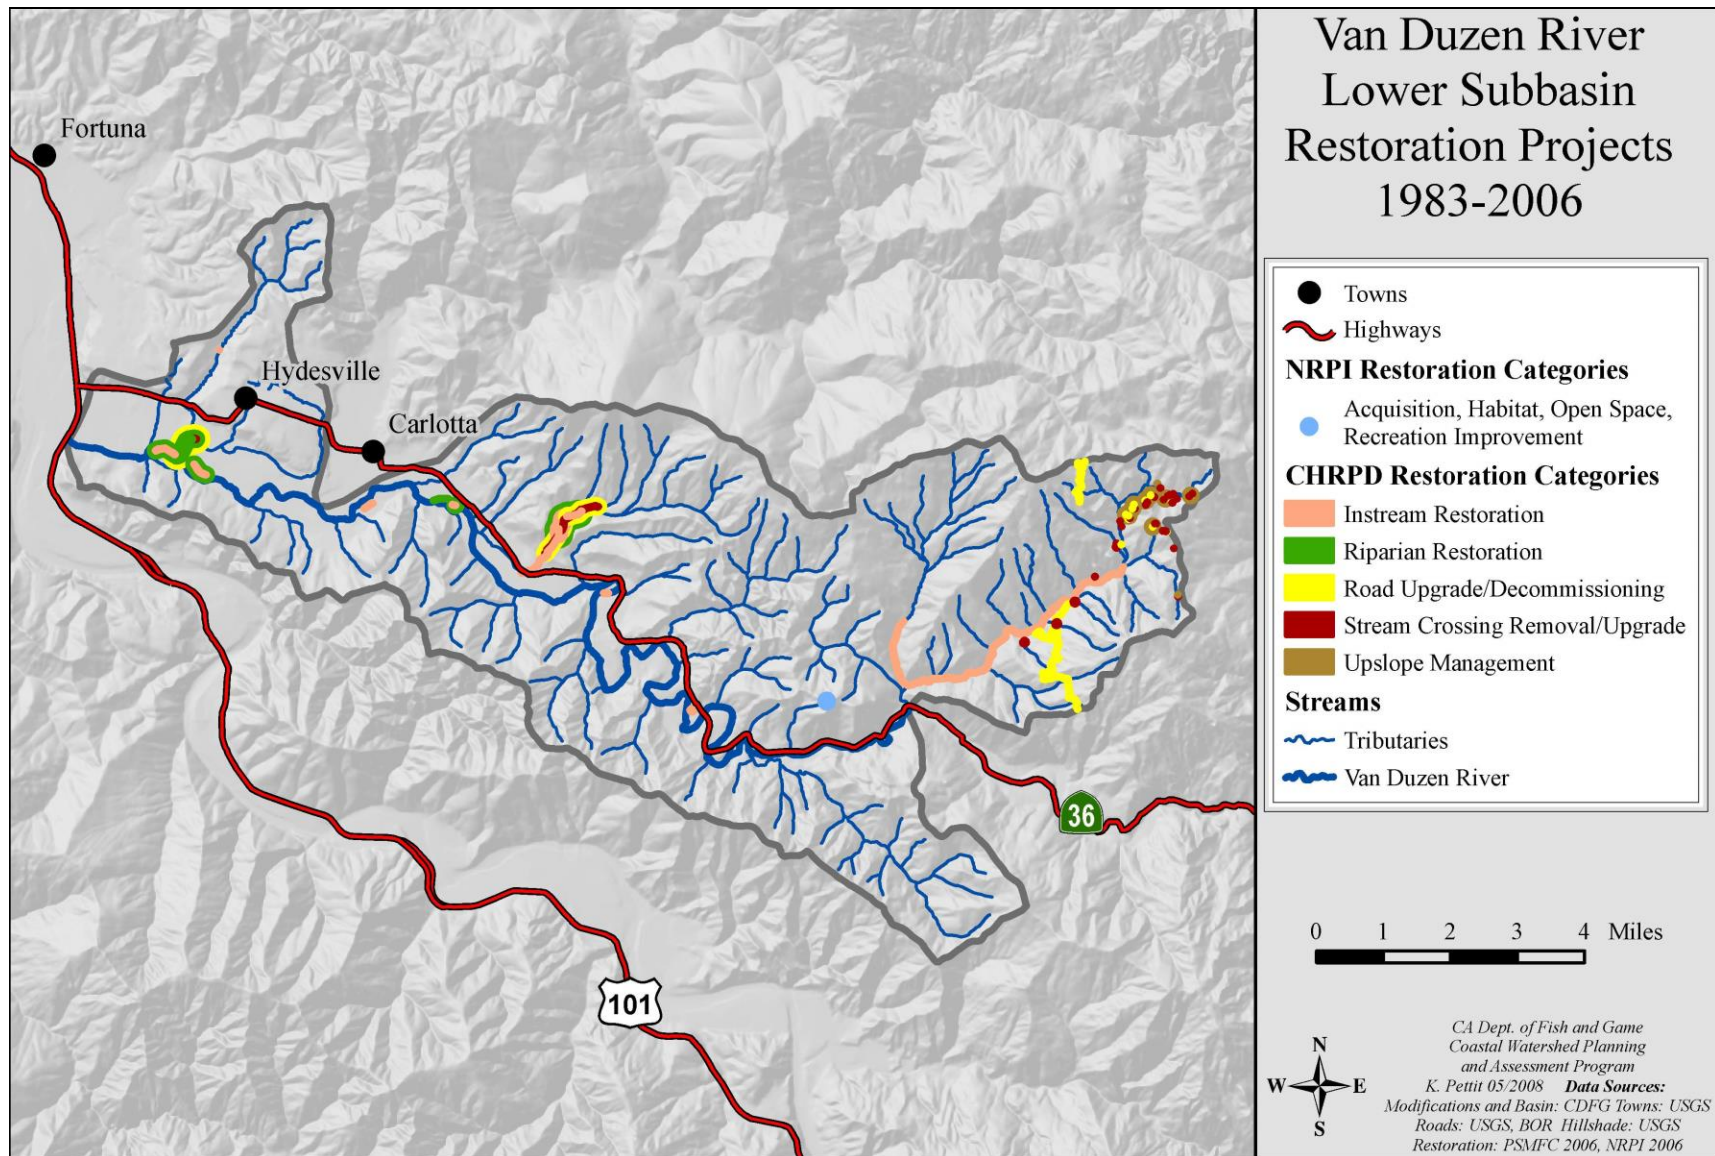 Van Duzen River
Lower Subbasin
Restoration Projects
1983-2006
Fortuna
Hydesville
Carlotta
36
101
Towns
Highways
NRPI Restoration Categories
Acquisition, Habitat, Open Space,
Recreation Improvement
CHRPD Restoration Categories
Instream Restoration
Riparian Restoration
Road Upgrade/Decommissioning
Stream Crossing Removal/Upgrade
Upslope Management
Streams
Tributaries
Van Duzen River
0 1 2 3 4 Miles
N
W E
S
CA Dept. of Fish and Game
Coastal Watershed Planning
and Assessment Program
K. Pettit 05/2008 Data Sources:
Modifications and Basin: CDFG Towns: USGS
Roads: USGS, BOR Hillshade: USGS
Restoration: PSMFC 2006, NRPI 2006